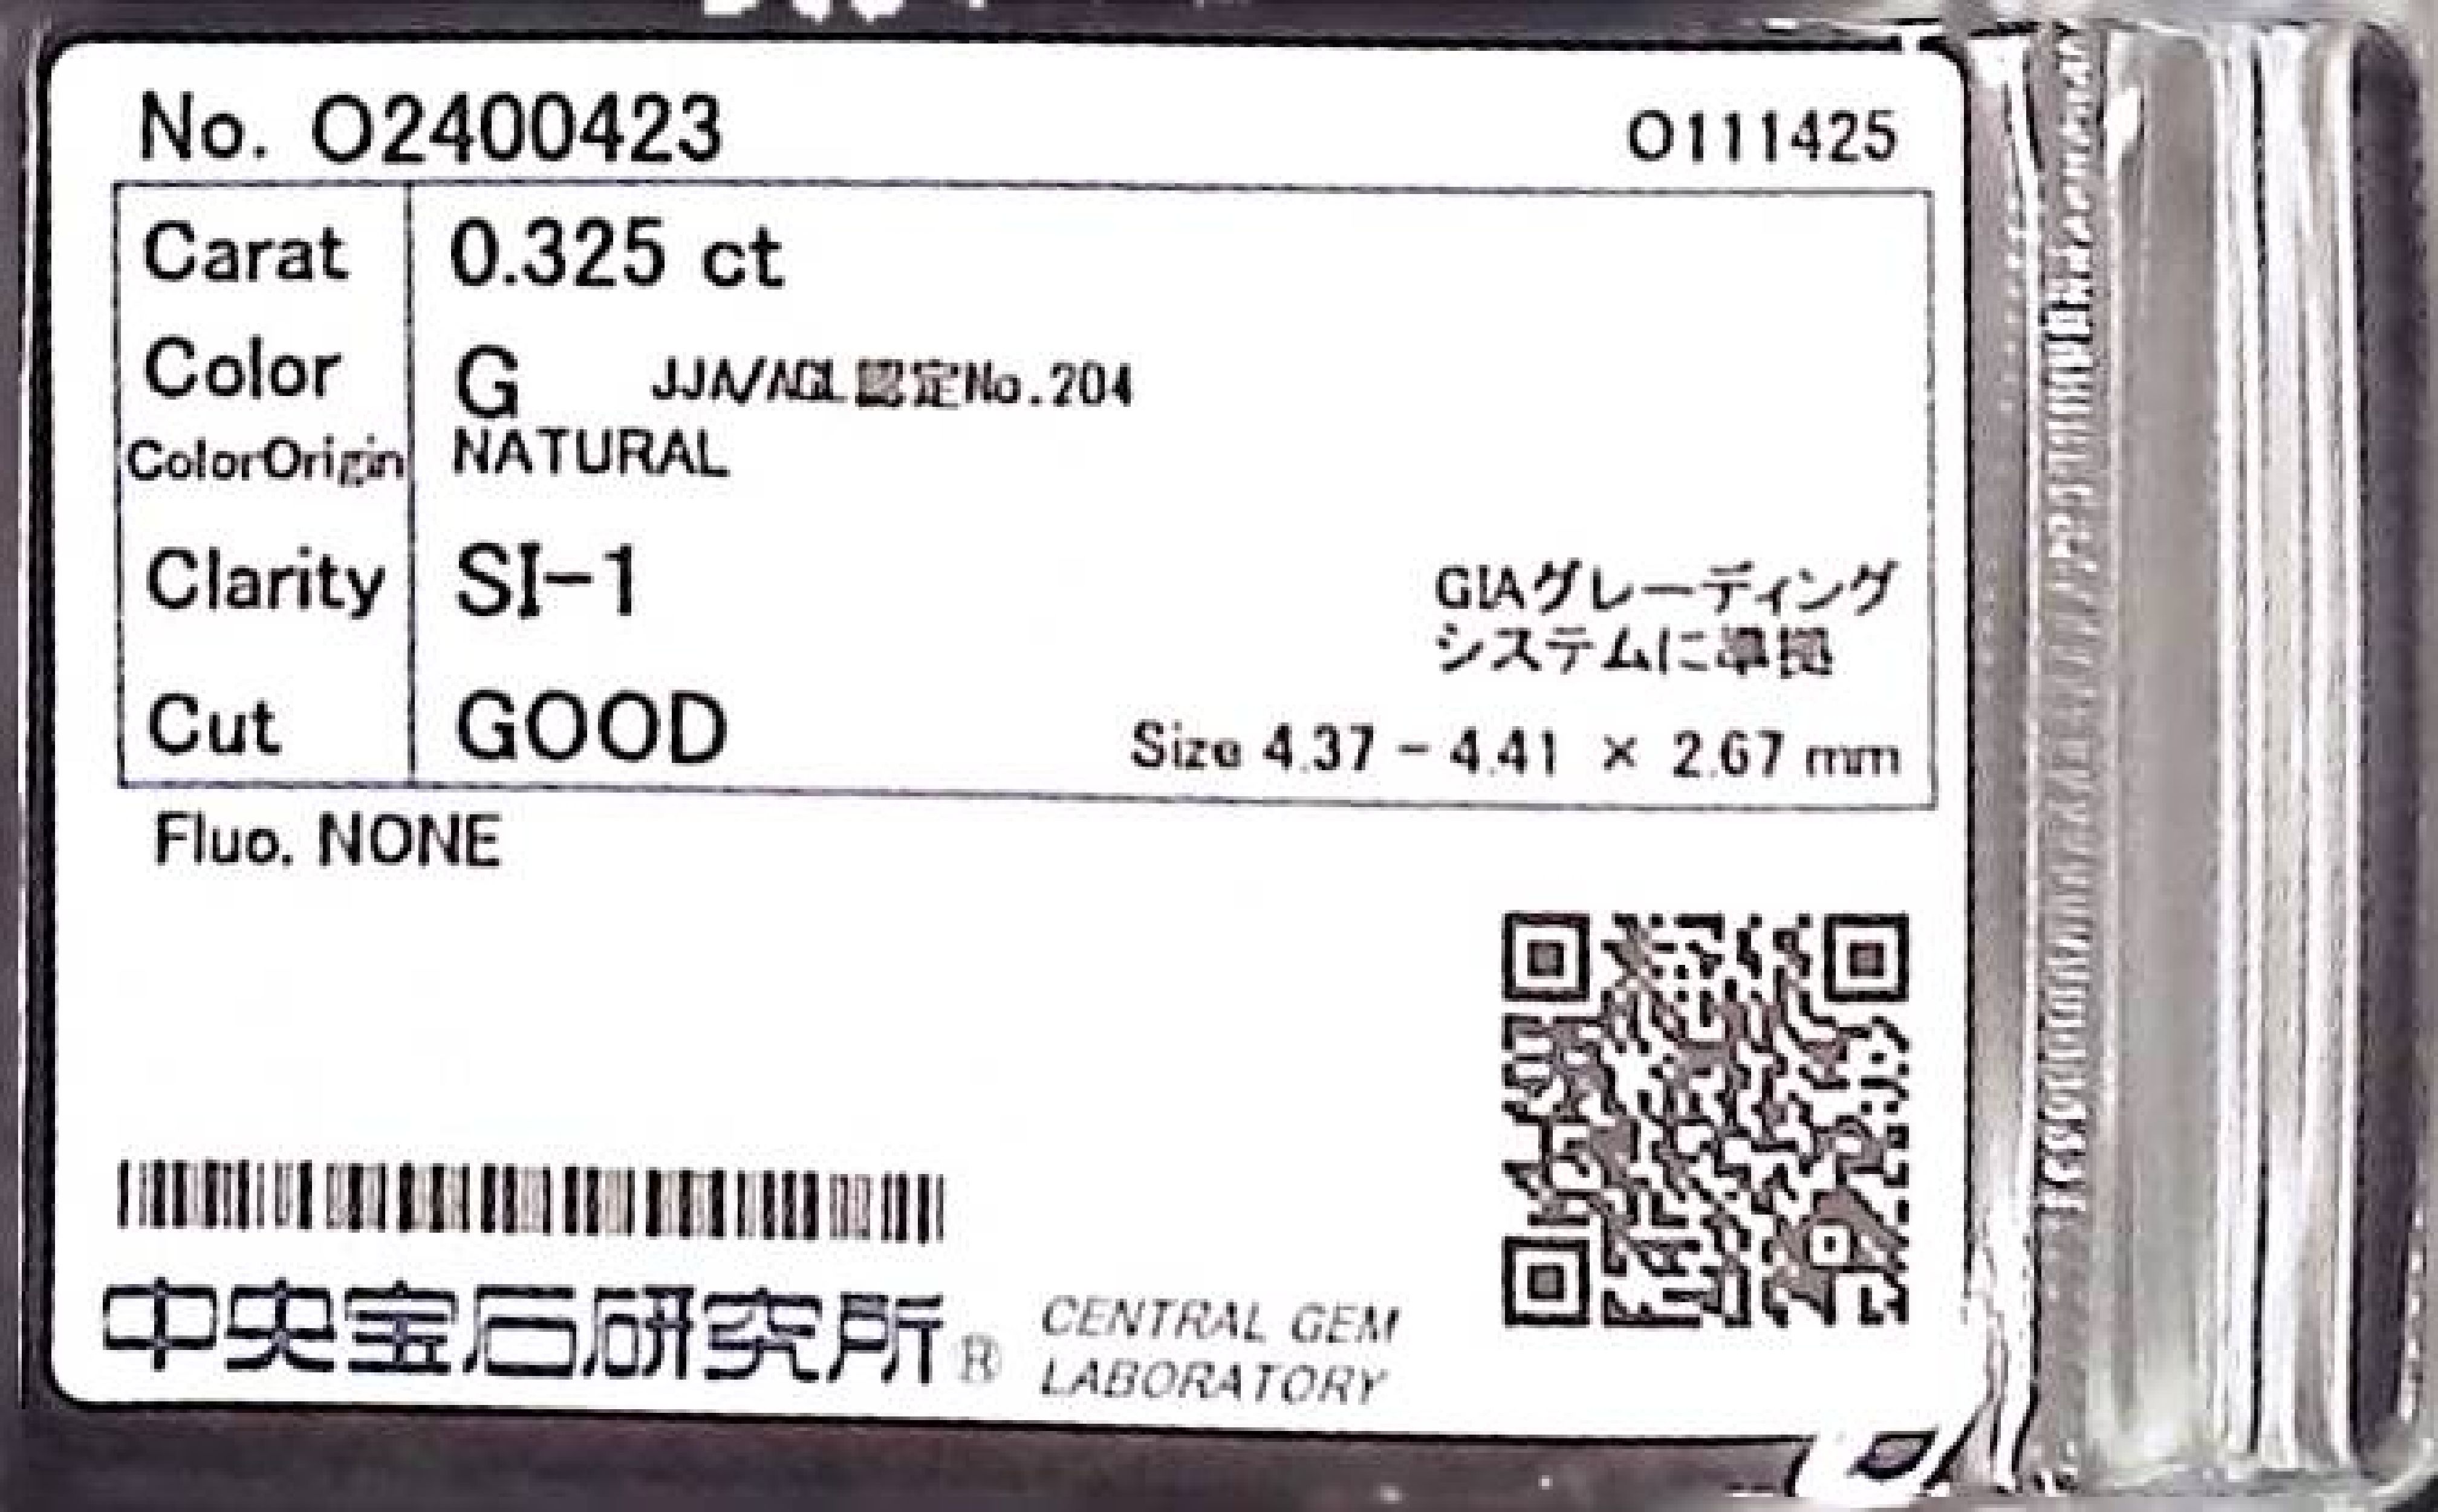 No. O2400423
O111425
Carat 0.325 ct
Color G JJA/AGL認定No.204
ColorOrigin NATURAL
Clarity SI-1
GIAグレーディング
システムに準拠
Cut GOOD
Size 4.37 - 4.41 × 2.67 mm
Fluo. NONE
中央宝石研究所® CENTRAL GEM
LABORATORY